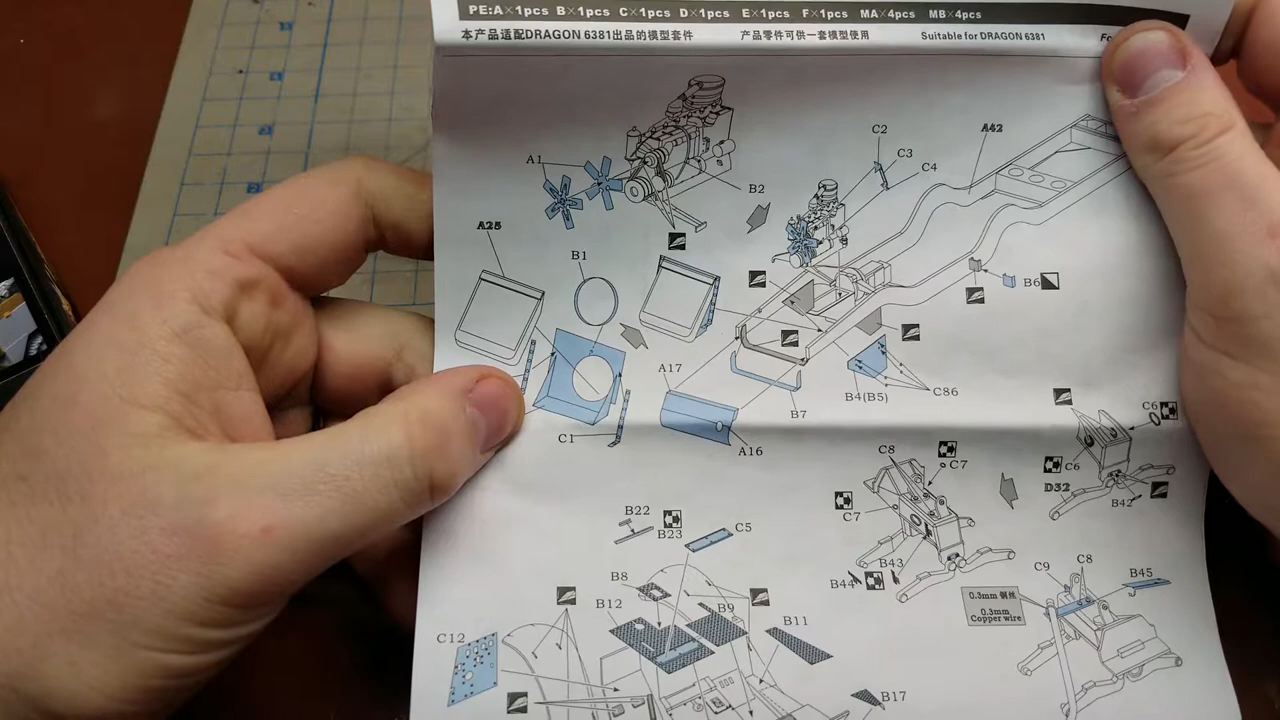 PE:A×1pcs B×1pcs C×1pcs D×1pcs E×1pcs F×1pcs MA×4pcs MB×4pcs
本产品适配DRAGON 6381出品的模型套件 产品零件可供一套模型使用 Suitable for DRAGON 6381
A1
B2
C2
C3
C4
A42
A25
B1
B6
A17
B7
B4(B5)
C86
C1
A16
C6
C6
D32
B42
C8
C7
C7
B43
B44
B22
B23
C5
B8
B12
B9
B11
C12
B17
C9
C8
B45
0.3mm 铜丝
0.3mm
Copper wire